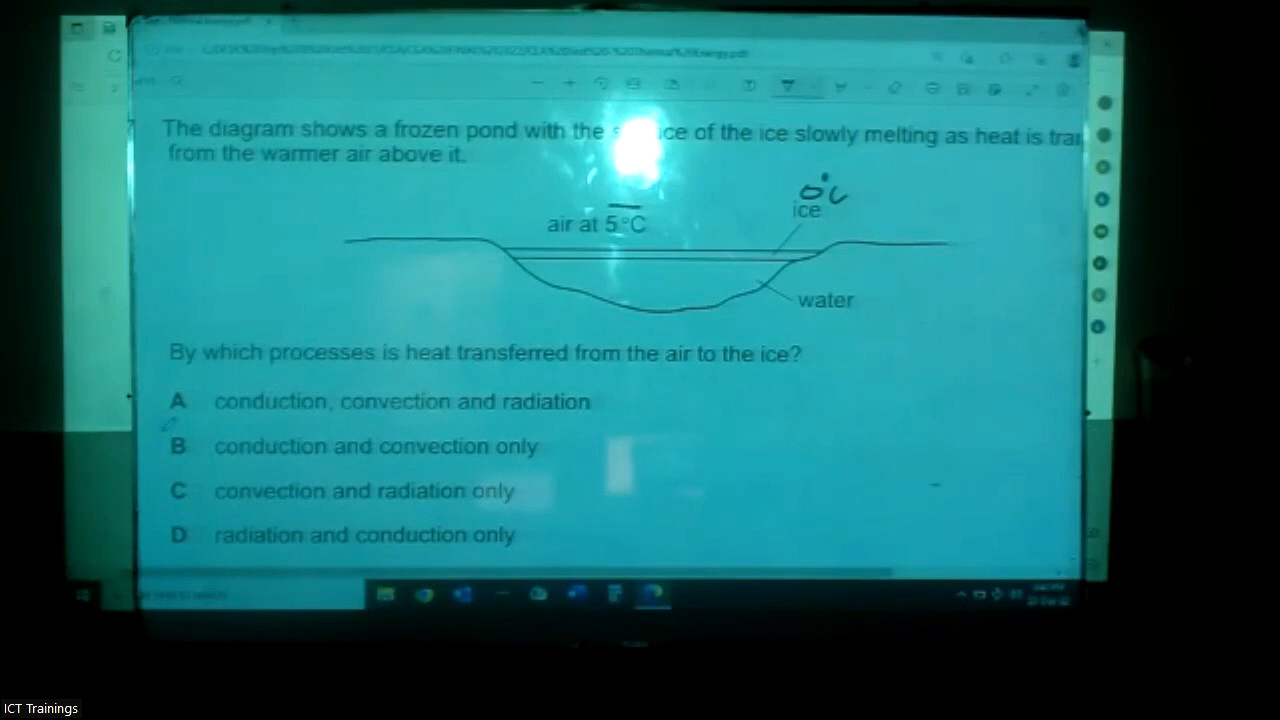 The diagram shows a frozen pond with the ice of the ice slowly melting as heat is
from the warmer air above it.
0°C
ice
air at 5°C
water
By which processes is heat transferred from the air to the ice?
A conduction, convection and radiation
B conduction and convection only
C convection and radiation only
D radiation and conduction only
ICT Trainings